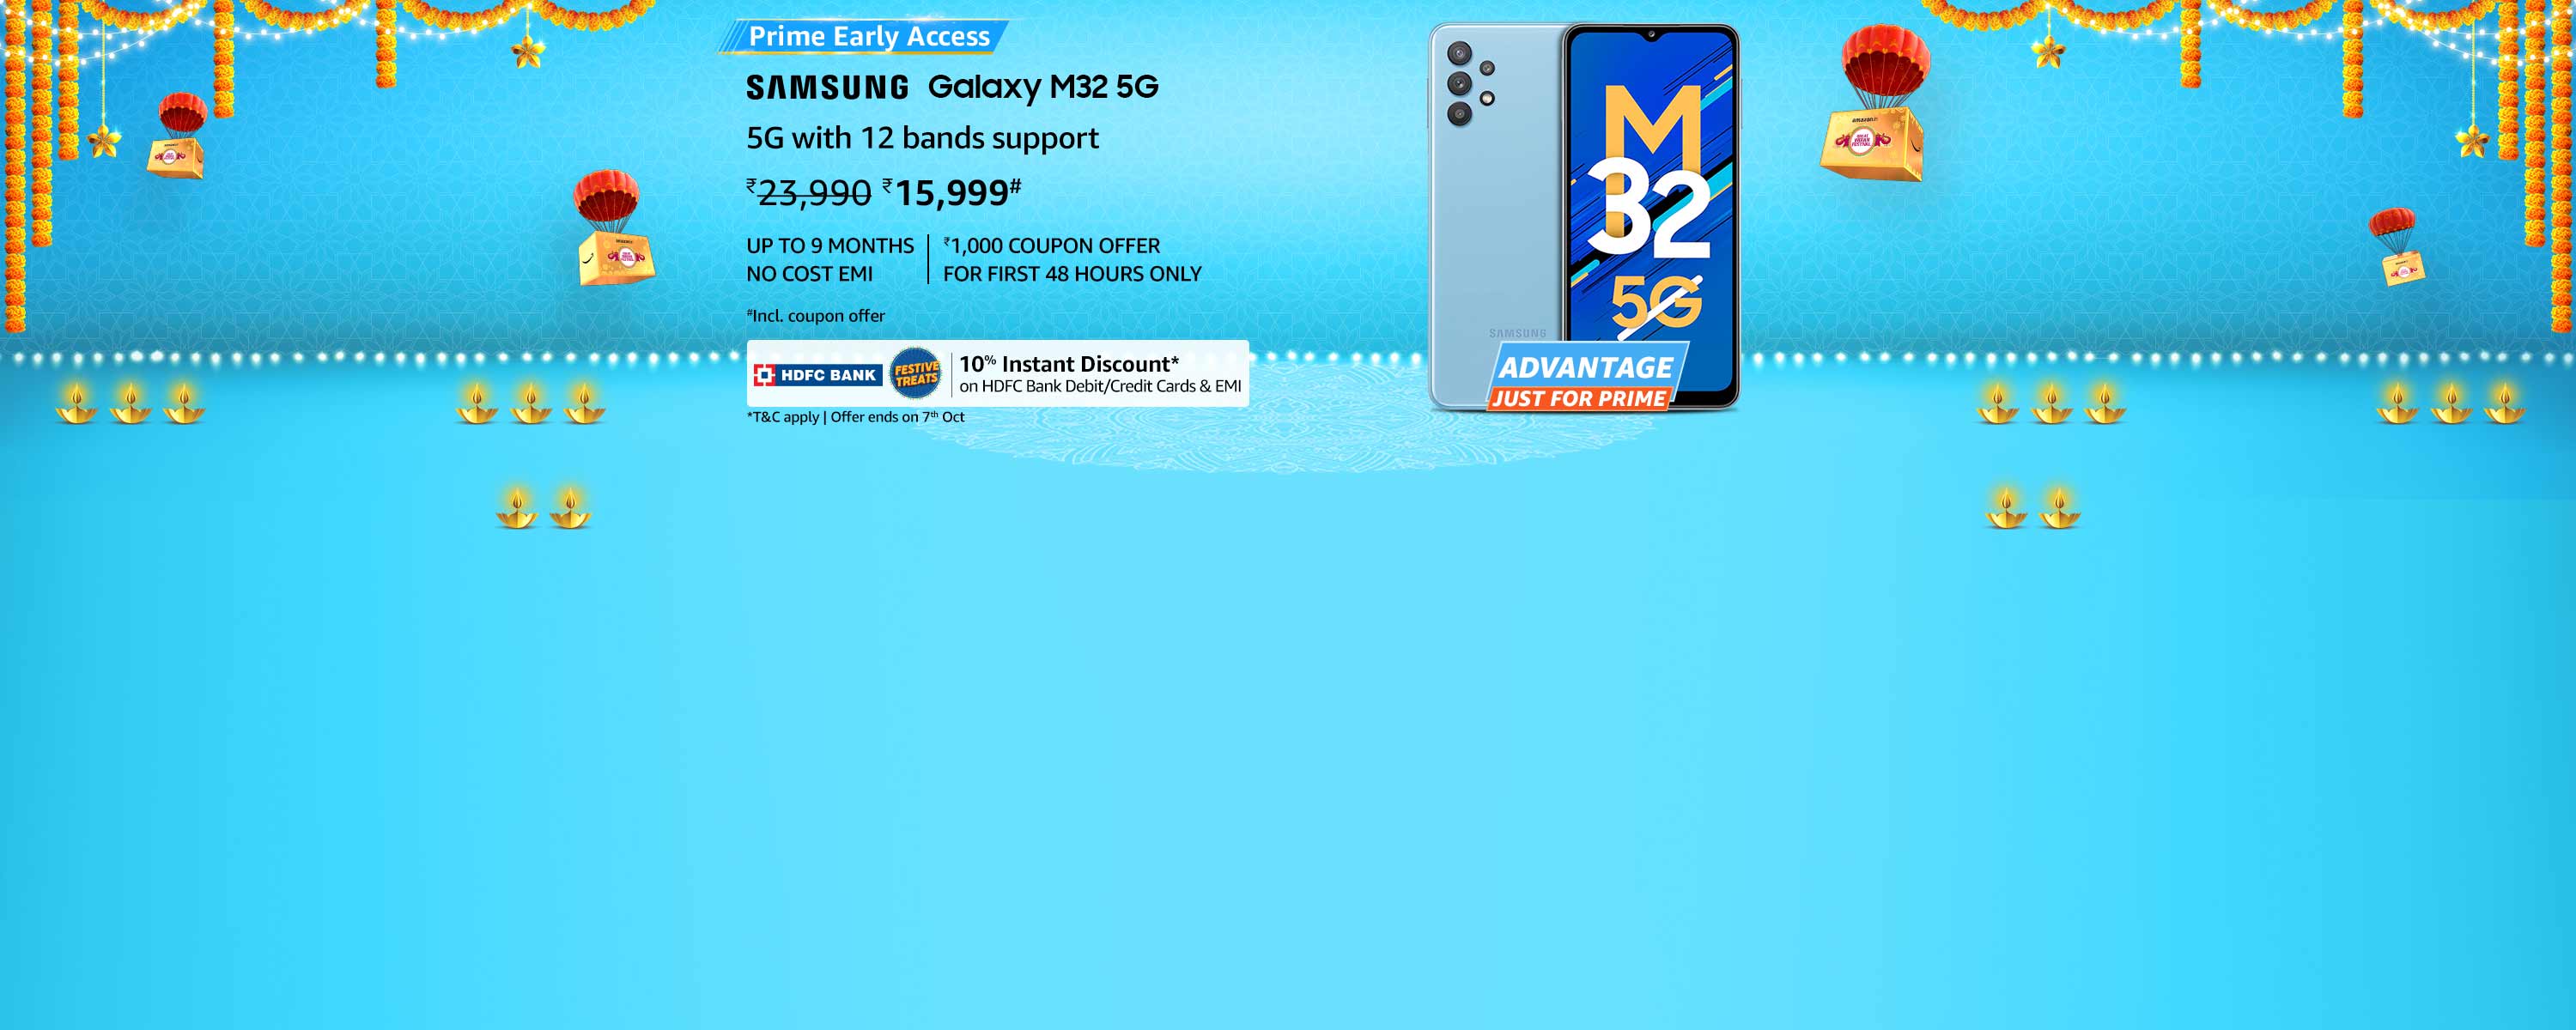 Prime Early Access
SAMSUNG Galaxy M32 5G
5G with 12 bands support
₹23,990 ₹15,999#
UP TO 9 MONTHS
NO COST EMI
₹1,000 COUPON OFFER
FOR FIRST 48 HOURS ONLY
#Incl. coupon offer
HDFC BANK
FESTIVE
TREATS
10% Instant Discount*
on HDFC Bank Debit/Credit Cards & EMI
*T&C apply | Offer ends on 7th Oct
M
32
5G
SAMSUNG
ADVANTAGE
JUST FOR PRIME